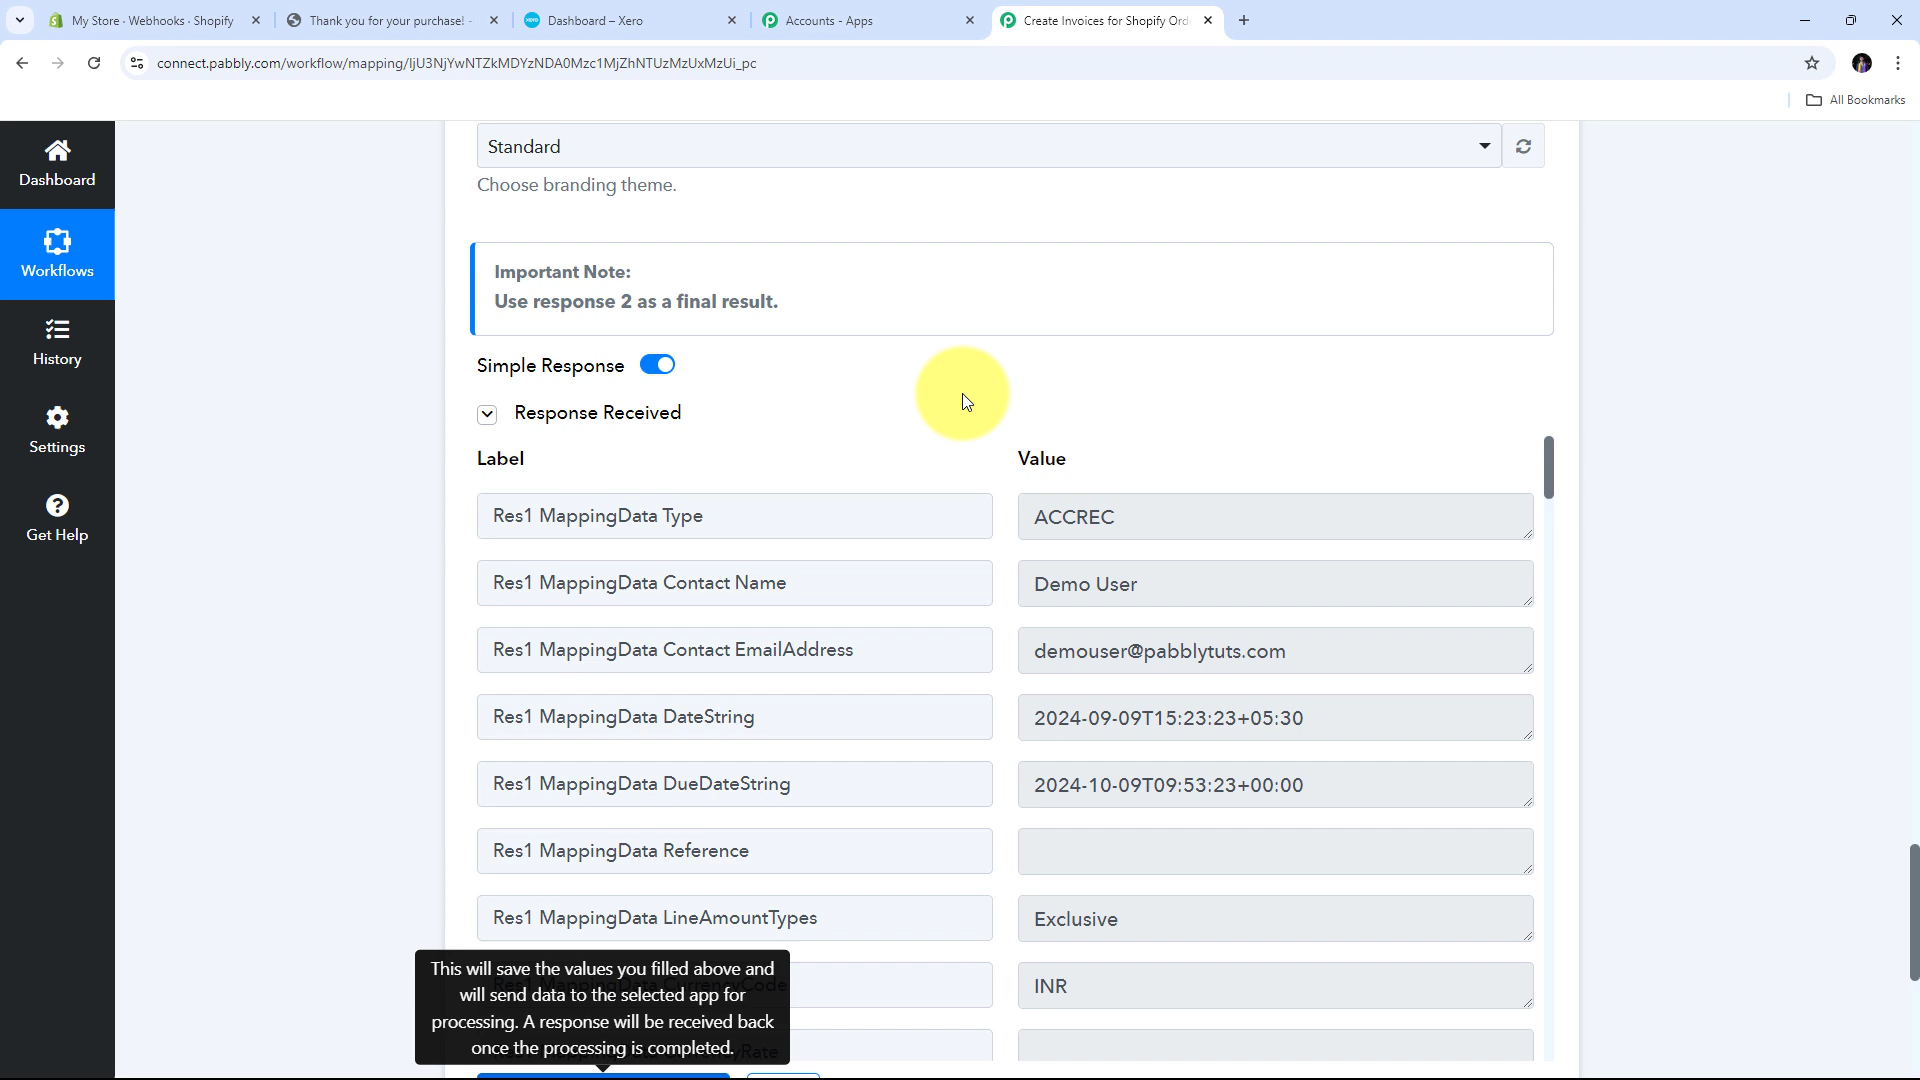 My Store · Webhooks · Shopify
Thank you for your purchase! -
xero Dashboard – Xero
Accounts - Apps
Create Invoices for Shopify Ord
connect.pabbly.com/workflow/mapping/IjU3NjYwNTZkMDYzNDA0Mzc1MjZhNTUzMzUxMzUi_pc
All Bookmarks
Dashboard
Workflows
History
Settings
Get Help
Standard
Choose branding theme.
Important Note:
Use response 2 as a final result.
Simple Response
Response Received
Label Value
Res1 MappingData Type ACCREC
Res1 MappingData Contact Name Demo User
Res1 MappingData Contact EmailAddress demouser@pabblytuts.com
Res1 MappingData DateString 2024-09-09T15:23:23+05:30
Res1 MappingData DueDateString 2024-10-09T09:53:23+00:00
Res1 MappingData Reference
Res1 MappingData LineAmountTypes Exclusive
INR
This will save the values you filled above and
will send data to the selected app for
processing. A response will be received back
once the processing is completed.